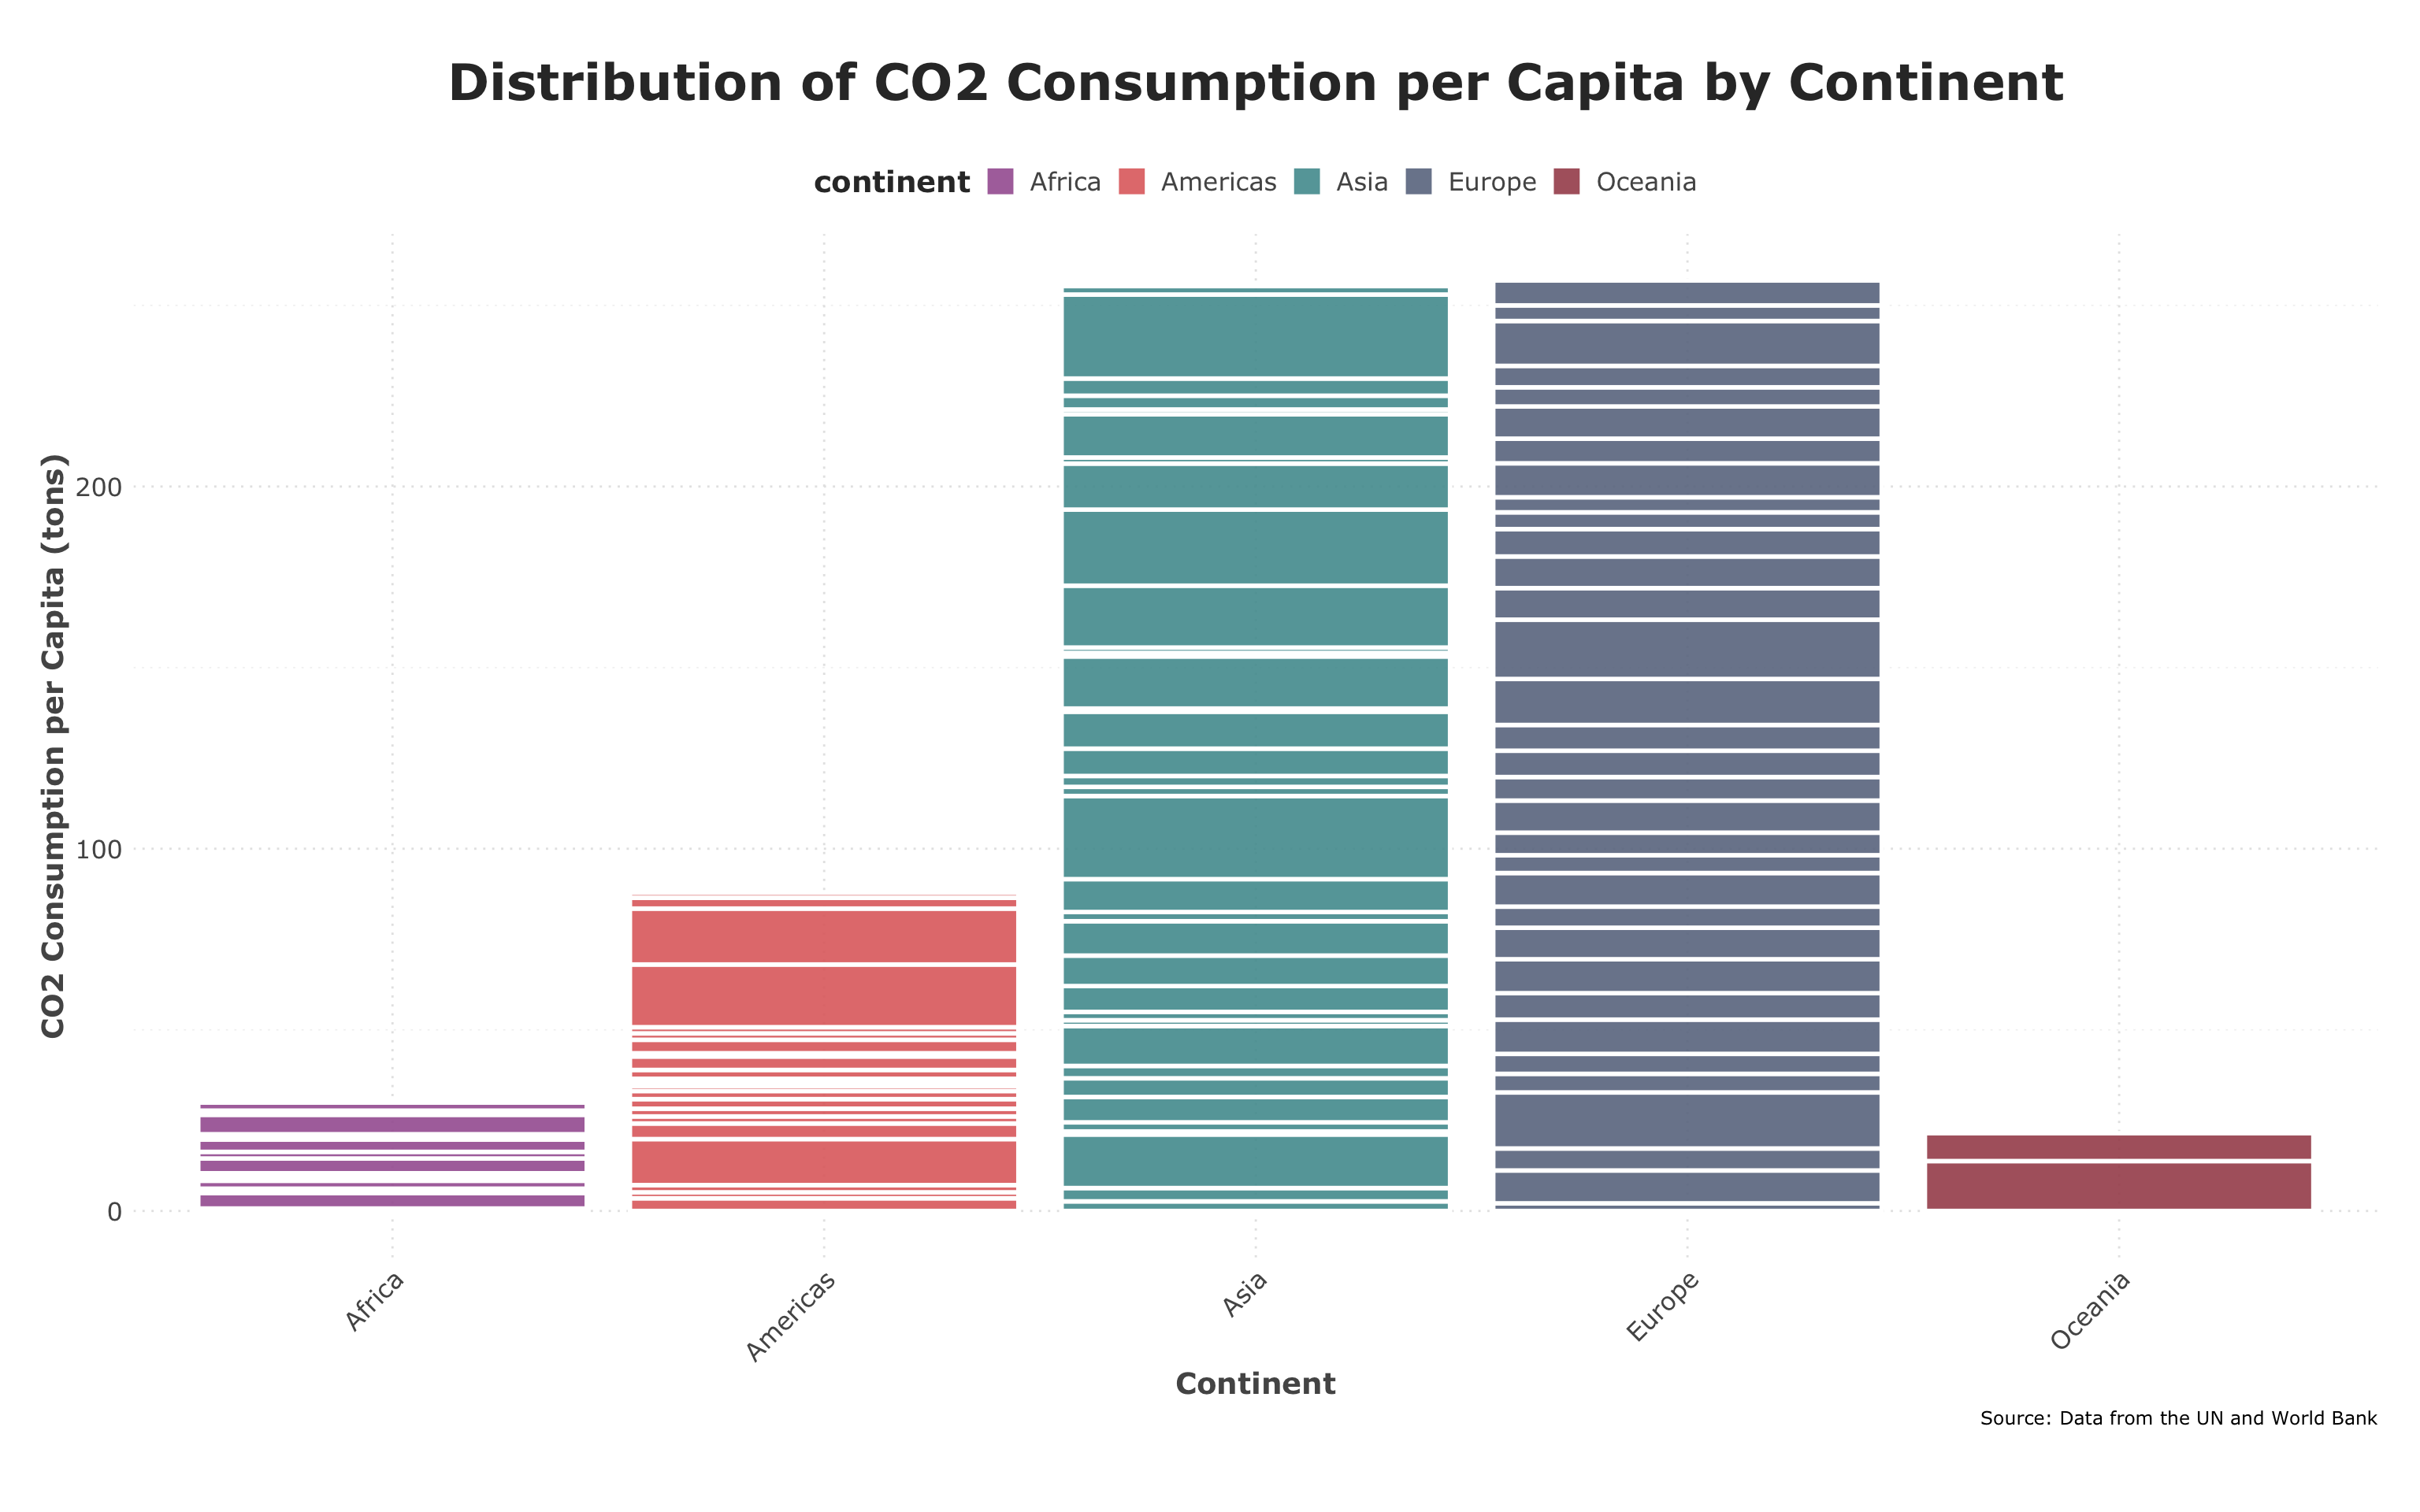 Distribution of CO2 Consumption per Capita by Continent
continent Africa Americas Asia Europe Oceania
CO2 Consumption per Capita (tons)
200
100
0
Africa
Americas
Asia
Europe
Oceania
Continent
Source: Data from the UN and World Bank